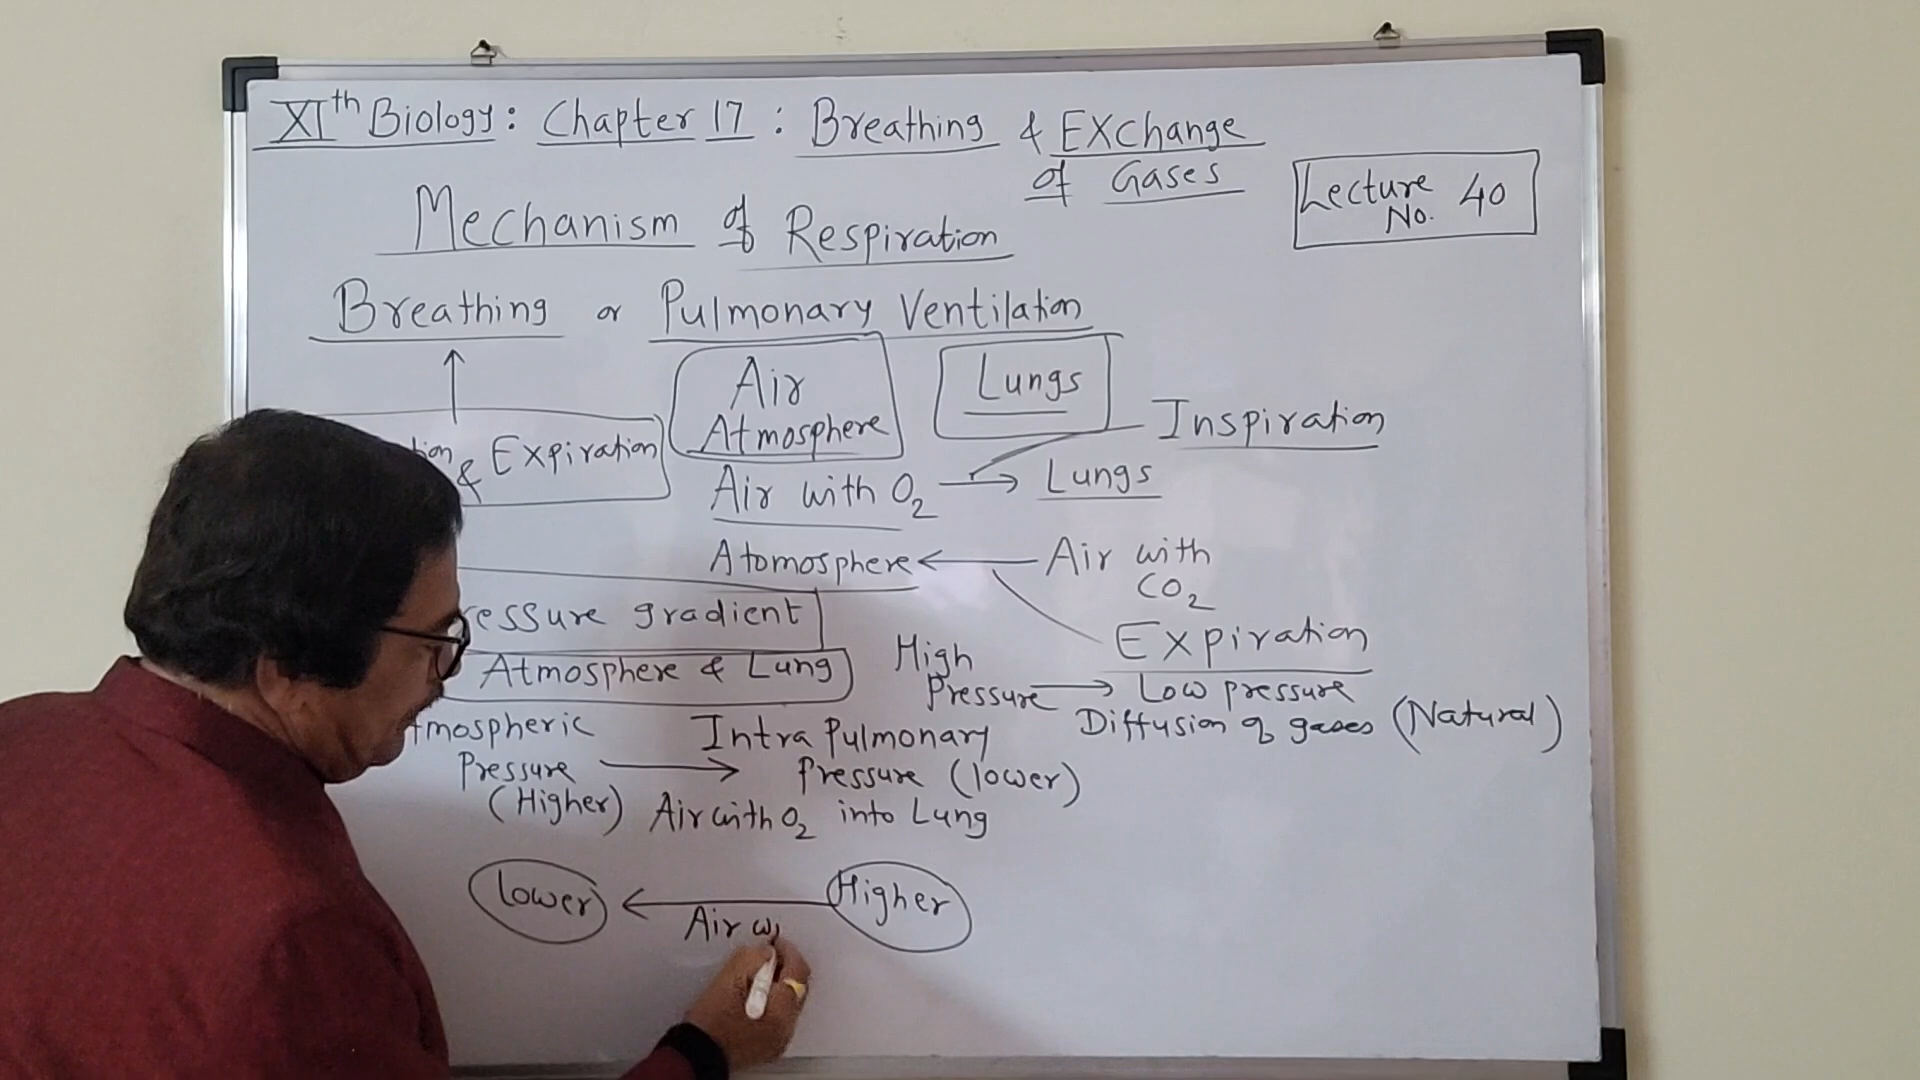 XIth Biology: Chapter 17: Breathing & Exchange
of Gases
Lecture
No. 40
Mechanism of Respiration
Breathing or Pulmonary Ventilation
Air
Atmosphere
Lungs
Inspiration
& Expiration
Air with O2 → Lungs
Atomosphere ← Air with
CO2
Expiration
gradient
Atmosphere & Lung
High
Pressure → Low pressure
Diffusion of gases (Natural)
Intra Pulmonary
Pressure → Pressure (lower)
(Higher) Air with O2 into Lung
Lower ← Higher
Air